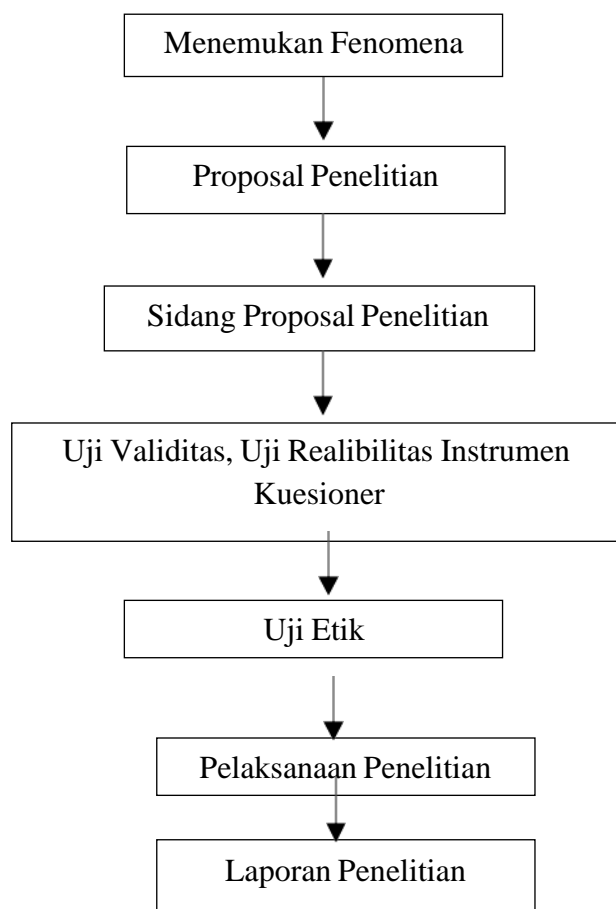 Menemukan Fenomena
Proposal Penelitian
Sidang Proposal Penelitian
Uji Validitas, Uji Realibilitas Instrumen
Kuesioner
Uji Etik
Pelaksanaan Penelitian
Laporan Penelitian